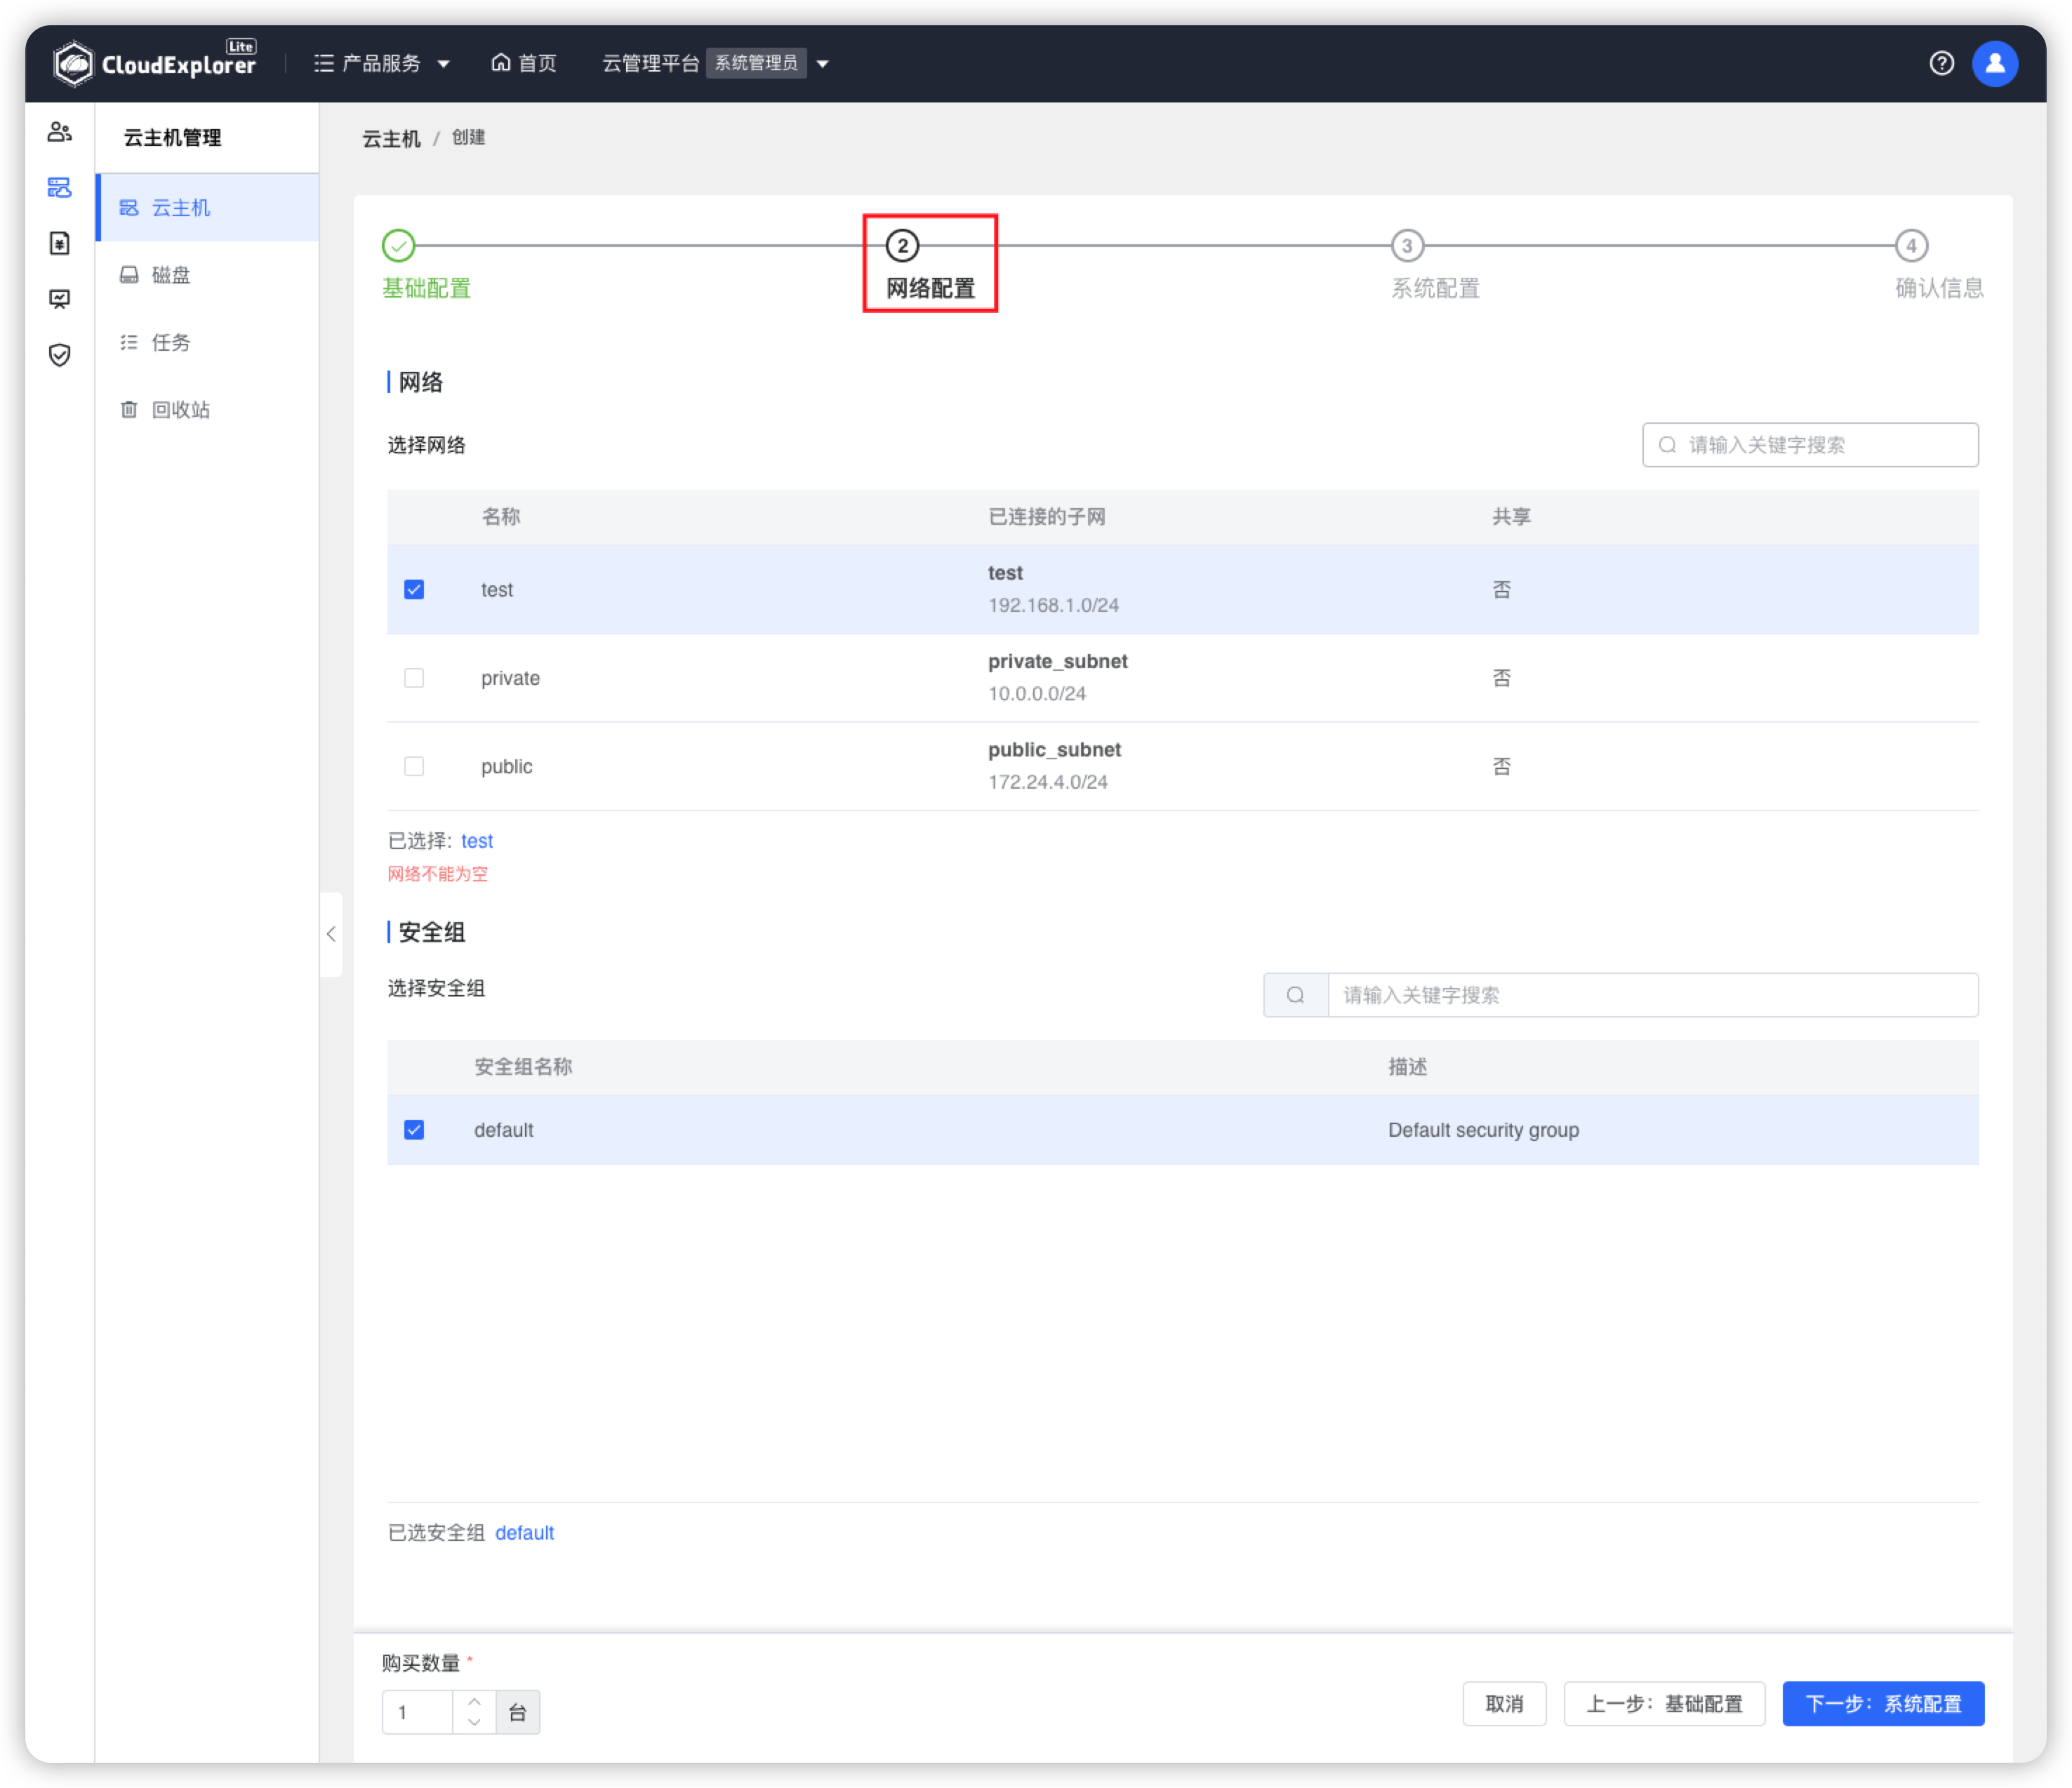 CloudExplorer Lite
产品服务
首页
云管理平台 系统管理员
云主机管理
云主机
磁盘
任务
回收站
云主机 / 创建
基础配置
2
网络配置
3
系统配置
4
确认信息
网络
选择网络
请输入关键字搜索
名称 已连接的子网 共享
test test 否
192.168.1.0/24
private private_subnet 否
10.0.0.0/24
public public_subnet 否
172.24.4.0/24
已选择: test
网络不能为空
安全组
选择安全组
请输入关键字搜索
安全组名称 描述
default Default security group
已选安全组 default
购买数量 *
1 台
取消
上一步：基础配置
下一步：系统配置